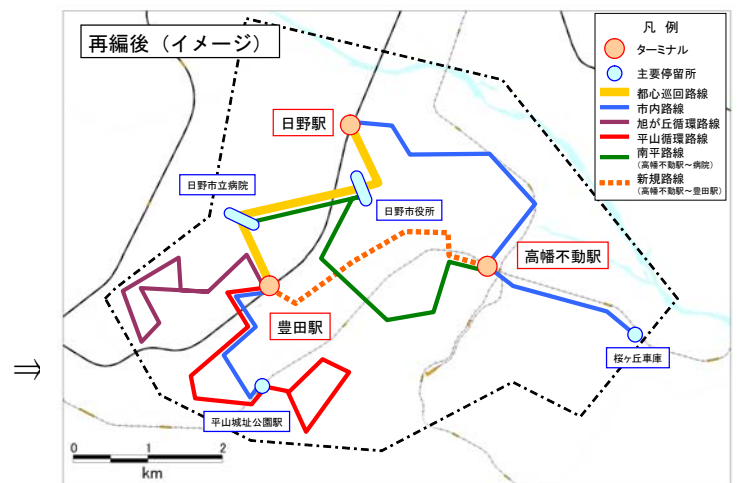 再編後（イメージ）
凡 例
ターミナル
主要停留所
都心巡回路線
市内路線
旭が丘循環路線
平山循環路線
南平路線
（高幡不動駅～病院）
新規路線
（高幡不動駅～豊田駅）
日野駅
日野市立病院
日野市役所
高幡不動駅
豊田駅
桜ヶ丘車庫
平山城址公園駅
⇒
0 1 2
km